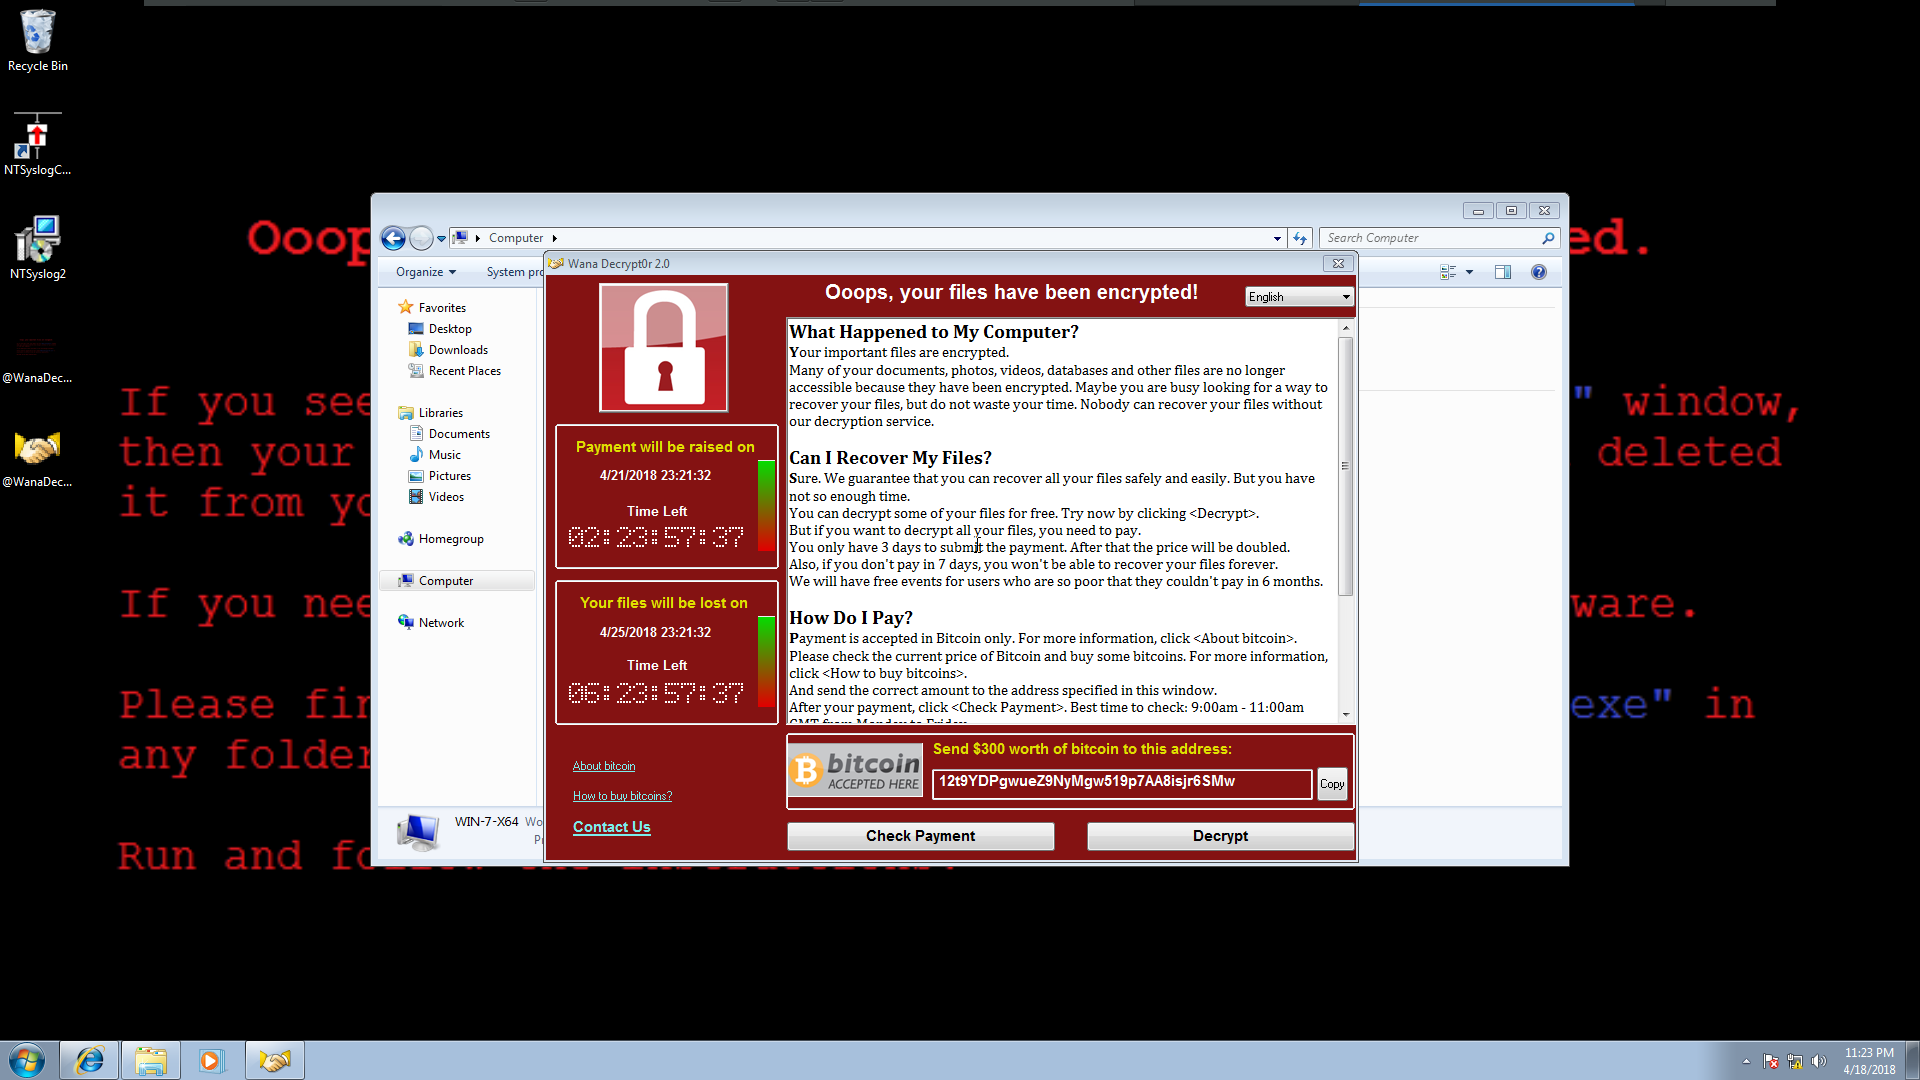 Recycle Bin
NTSyslogC...
NTSyslog2
@WanaDec...
@WanaDec...
ed.
If you see
" window,
then your
deleted
it from
If you
ware.
Please
exe" in
any folder
Run and
Computer
Search Computer
Organize
System
Favorites
Desktop
Downloads
Recent Places
Libraries
Documents
Music
Pictures
Videos
Homegroup
Computer
Network
WIN-7-X64
Wana Decrypt0r 2.0
Ooops, your files have been encrypted!
English
Payment will be raised on
4/21/2018 23:21:32
Time Left
02:23:57:37
Your files will be lost on
4/25/2018 23:21:32
Time Left
06:23:57:37
About bitcoin
How to buy bitcoins?
Contact Us
What Happened to My Computer?
Your important files are encrypted.
Many of your documents, photos, videos, databases and other files are no longer
accessible because they have been encrypted. Maybe you are busy looking for a way to
recover your files, but do not waste your time. Nobody can recover your files without
our decryption service.
Can I Recover My Files?
Sure. We guarantee that you can recover all your files safely and easily. But you have
not so enough time.
You can decrypt some of your files for free. Try now by clicking <Decrypt>.
But if you want to decrypt all your files, you need to pay.
You only have 3 days to submit the payment. After that the price will be doubled.
Also, if you don't pay in 7 days, you won't be able to recover your files forever.
We will have free events for users who are so poor that they couldn't pay in 6 months.
How Do I Pay?
Payment is accepted in Bitcoin only. For more information, click <About bitcoin>.
Please check the current price of Bitcoin and buy some bitcoins. For more information,
click <How to buy bitcoins>.
And send the correct amount to the address specified in this window.
After your payment, click <Check Payment>. Best time to check: 9:00am - 11:00am
GMT from Monday to Friday.
bitcoin
ACCEPTED HERE
Send $300 worth of bitcoin to this address:
12t9YDPgwueZ9NyMgw519p7AA8isjr6SMw
Copy
Check Payment
Decrypt
11:23 PM
4/18/2018